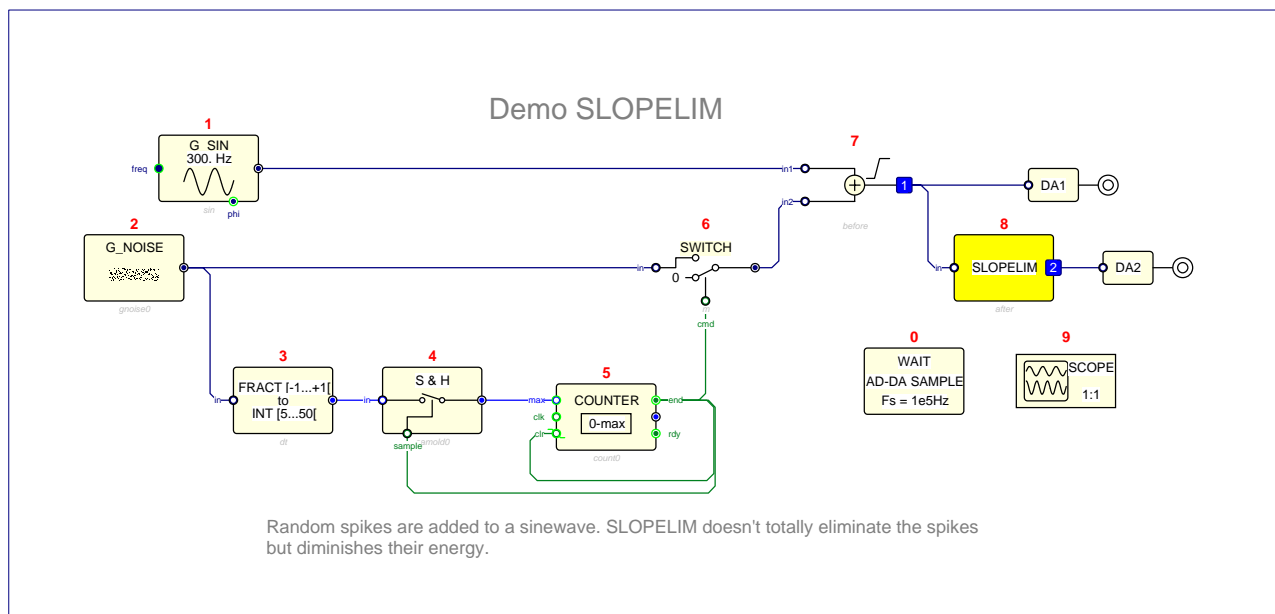 Demo SLOPELIM
1
G_SIN
300. Hz
freq
phi
sin
2
G_NOISE
gnoise0
3
FRACT [-1...+1[
to
INT [5...50[
in
dt
4
S & H
in
sample
amold0
5
COUNTER
0-max
max
clk
clr
end
rdy
count0
6
SWITCH
in
0
m
cmd
7
in1
in2
before
1
DA1
8
SLOPELIM
in
2
after
DA2
0
WAIT
AD-DA SAMPLE
Fs = 1e5Hz
9
SCOPE
1:1
Random spikes are added to a sinewave. SLOPELIM doesn't totally eliminate the spikes
but diminishes their energy.